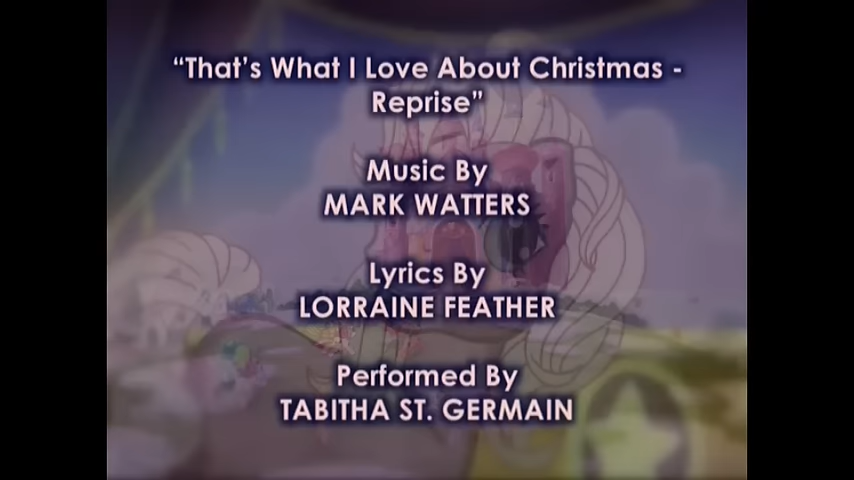 “That’s What I Love About Christmas -
Reprise”
Music By
MARK WATTERS
Lyrics By
LORRAINE FEATHER
Performed By
TABITHA ST. GERMAIN